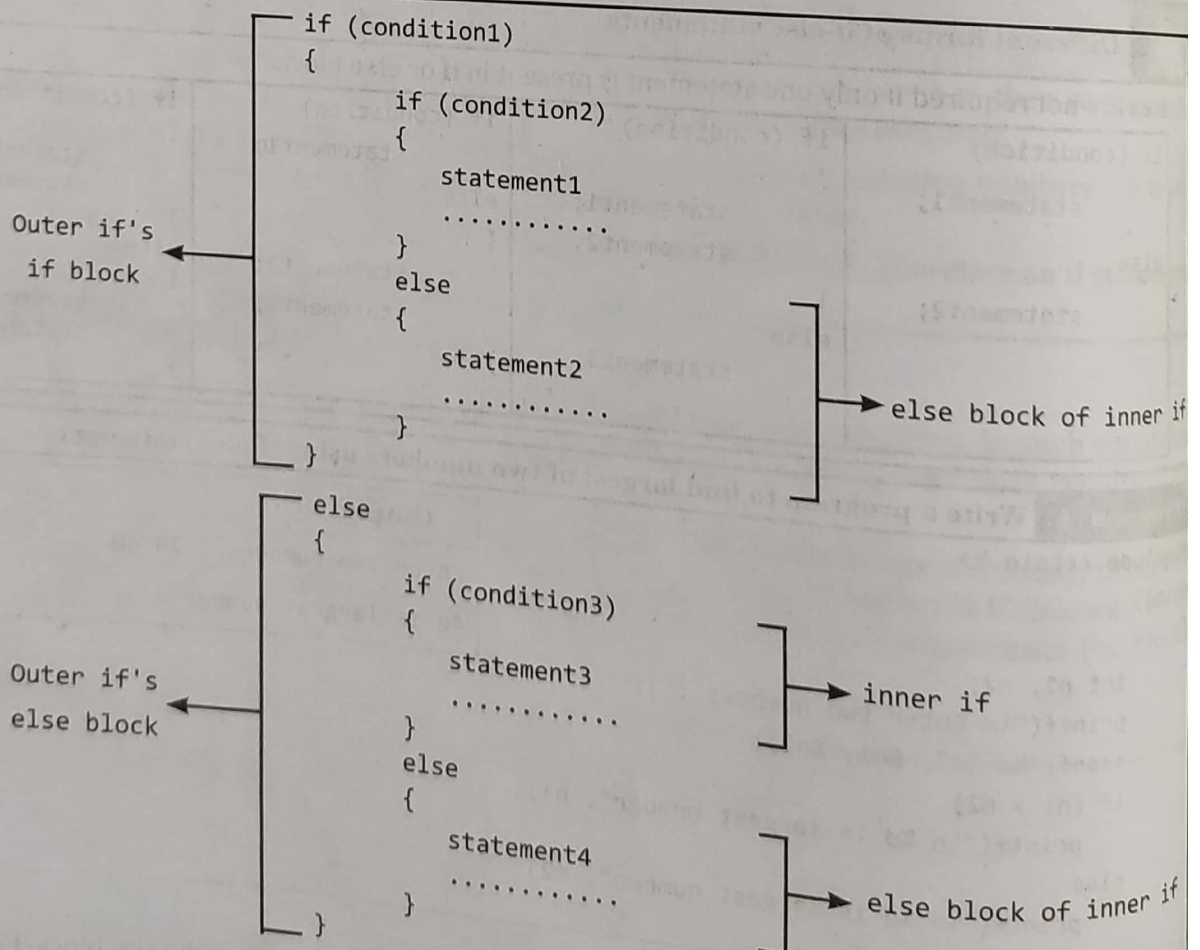 if (condition1)
{
if (condition2)
{
statement1
............
}
else
{
statement2
............
}
}
Outer if's
if block
else block of inner if
else
{
if (condition3)
{
statement3
............
}
else
{
statement4
............
}
}
Outer if's
else block
inner if
else block of inner if